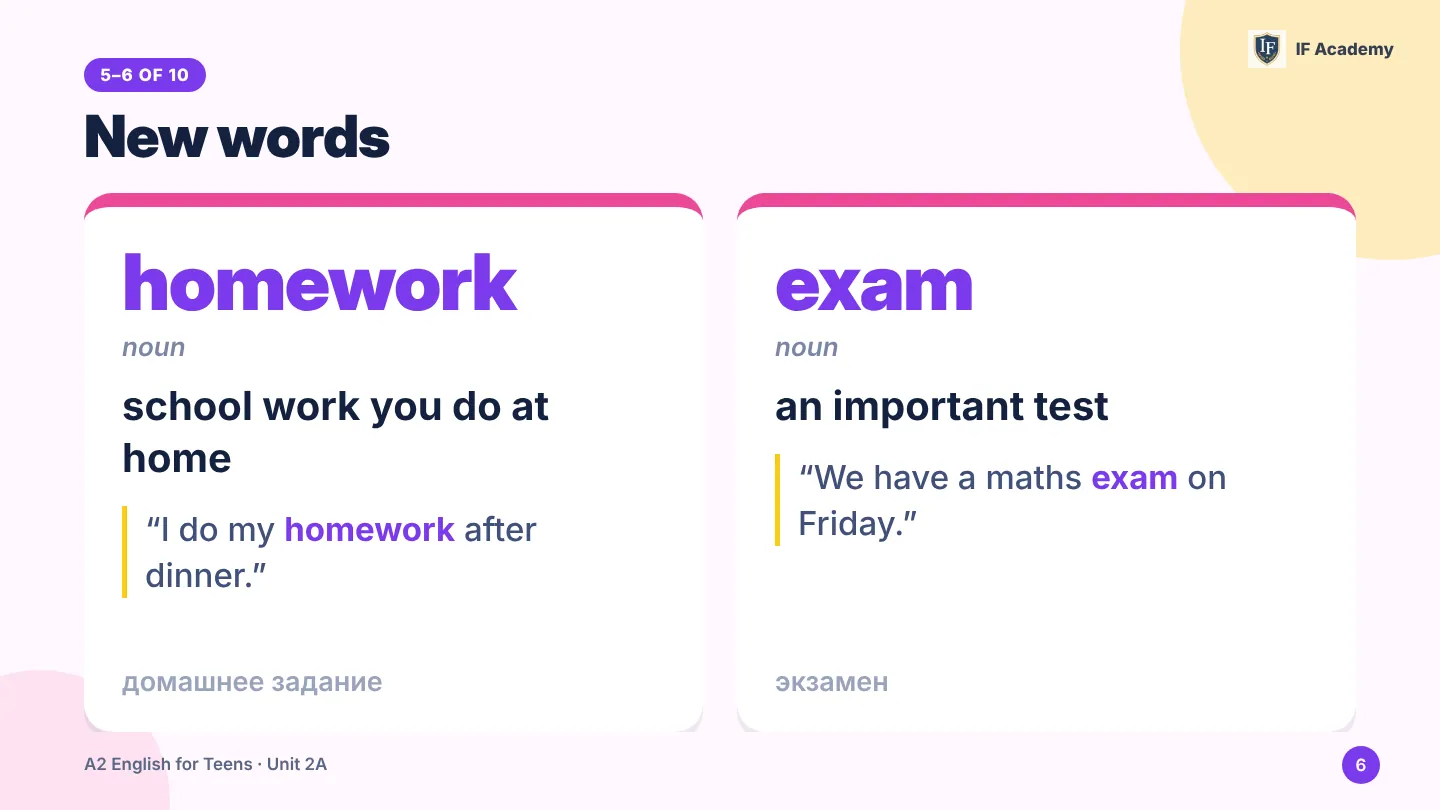 IF
IF Academy
5–6 OF 10
New words
homework
noun
school work you do at
home
“I do my homework after
dinner.”
домашнее задание
exam
noun
an important test
“We have a maths exam on
Friday.”
экзамен
A2 English for Teens · Unit 2A
6